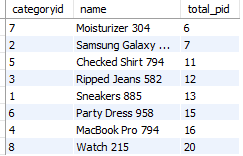 categoryid name total_pid
7 Moisturizer 304 6
2 Samsung Galaxy ... 7
5 Checked Shirt 794 11
3 Ripped Jeans 582 12
1 Sneakers 885 13
6 Party Dress 958 15
4 MacBook Pro 794 16
8 Watch 215 20